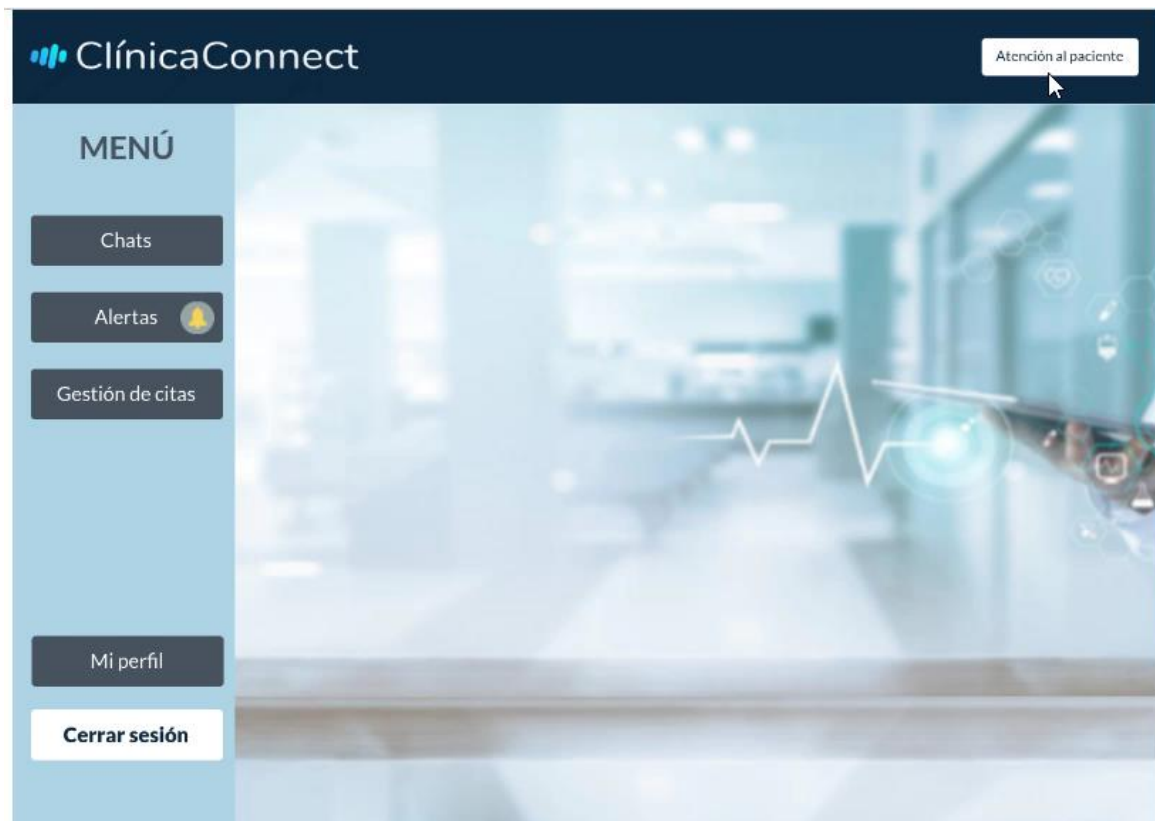 ClínicaConnect
Atención al paciente
MENÚ
Chats
Alertas
Gestión de citas
Mi perfil
Cerrar sesión